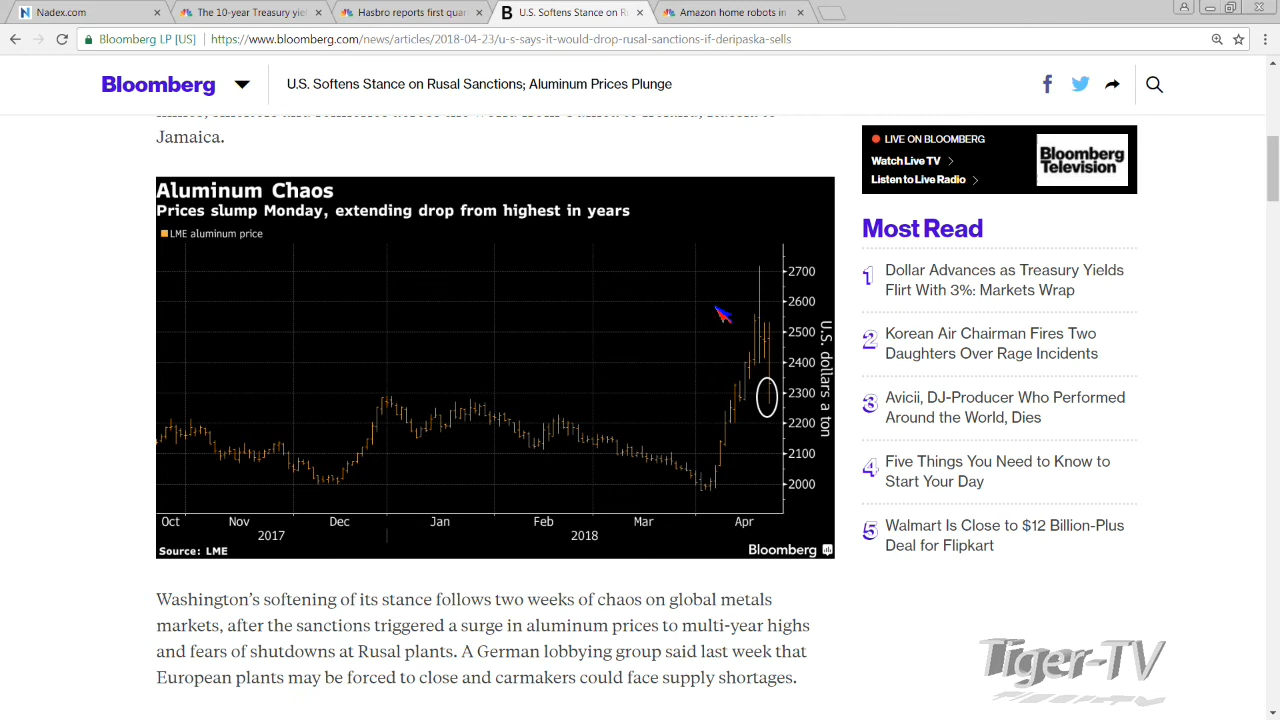 Nadex.com
The 10-year Treasury yie
Hasbro reports first quar
U.S. Softens Stance on R
Amazon home robots in
Bloomberg LP [US]
https://www.bloomberg.com/news/articles/2018-04-23/u-s-says-it-would-drop-rusal-sanctions-if-deripaska-sells
Bloomberg
U.S. Softens Stance on Rusal Sanctions; Aluminum Prices Plunge
Jamaica.
Aluminum Chaos
Prices slump Monday, extending drop from highest in years
LME aluminum price
2700
2600
2500
2400
2300
2200
2100
2000
U.S. dollars a ton
Oct Nov Dec Jan Feb Mar Apr
2017 2018
Source: LME
Bloomberg
Washington’s softening of its stance follows two weeks of chaos on global metals
markets, after the sanctions triggered a surge in aluminum prices to multi-year highs
and fears of shutdowns at Rusal plants. A German lobbying group said last week that
European plants may be forced to close and carmakers could face supply shortages.
LIVE ON BLOOMBERG
Watch Live TV
Listen to Live Radio
Bloomberg
Television
Most Read
1 Dollar Advances as Treasury Yields
Flirt With 3%: Markets Wrap
2 Korean Air Chairman Fires Two
Daughters Over Rage Incidents
3 Avicii, DJ-Producer Who Performed
Around the World, Dies
4 Five Things You Need to Know to
Start Your Day
5 Walmart Is Close to $12 Billion-Plus
Deal for Flipkart
Tiger-TV